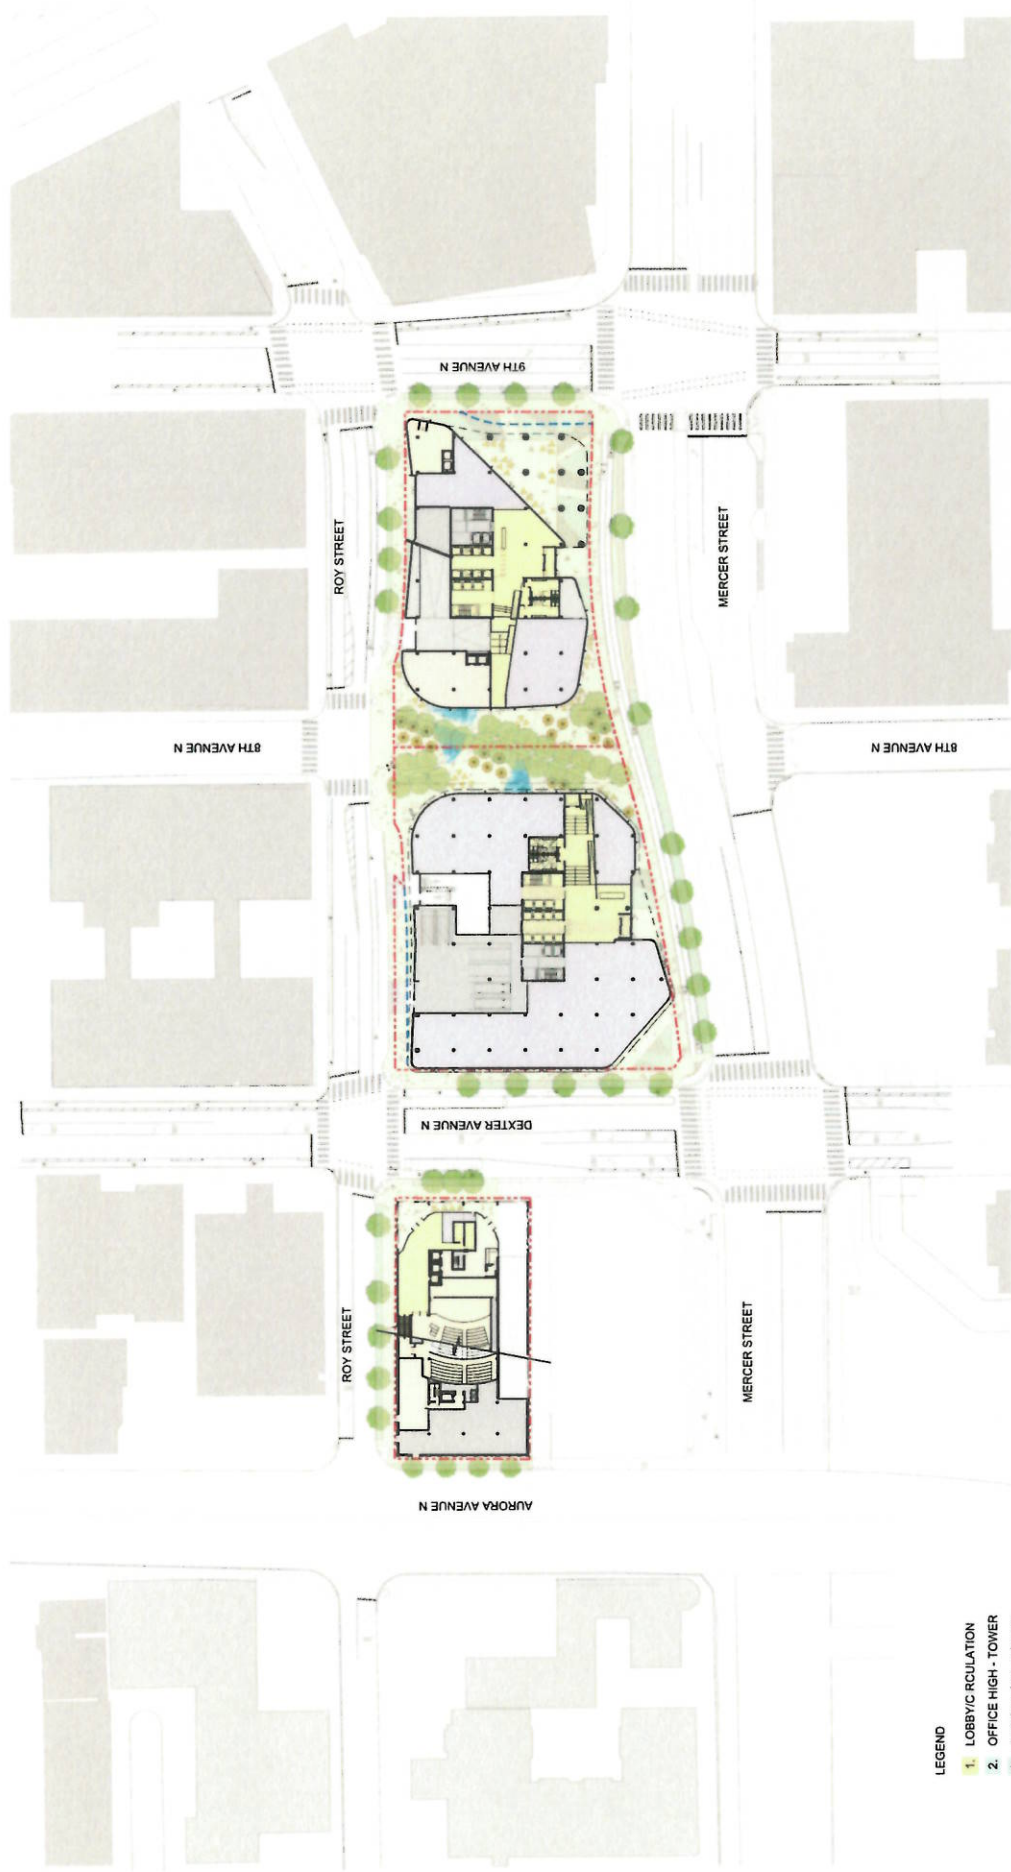 9TH AVENUE N
ROY STREET
MERCER STREET
8TH AVENUE N
8TH AVENUE N
DEXTER AVENUE N
ROY STREET
MERCER STREET
AURORA AVENUE N
LEGEND
1. LOBBY/C RCULATION
2. OFFICE HIGH - TOWER